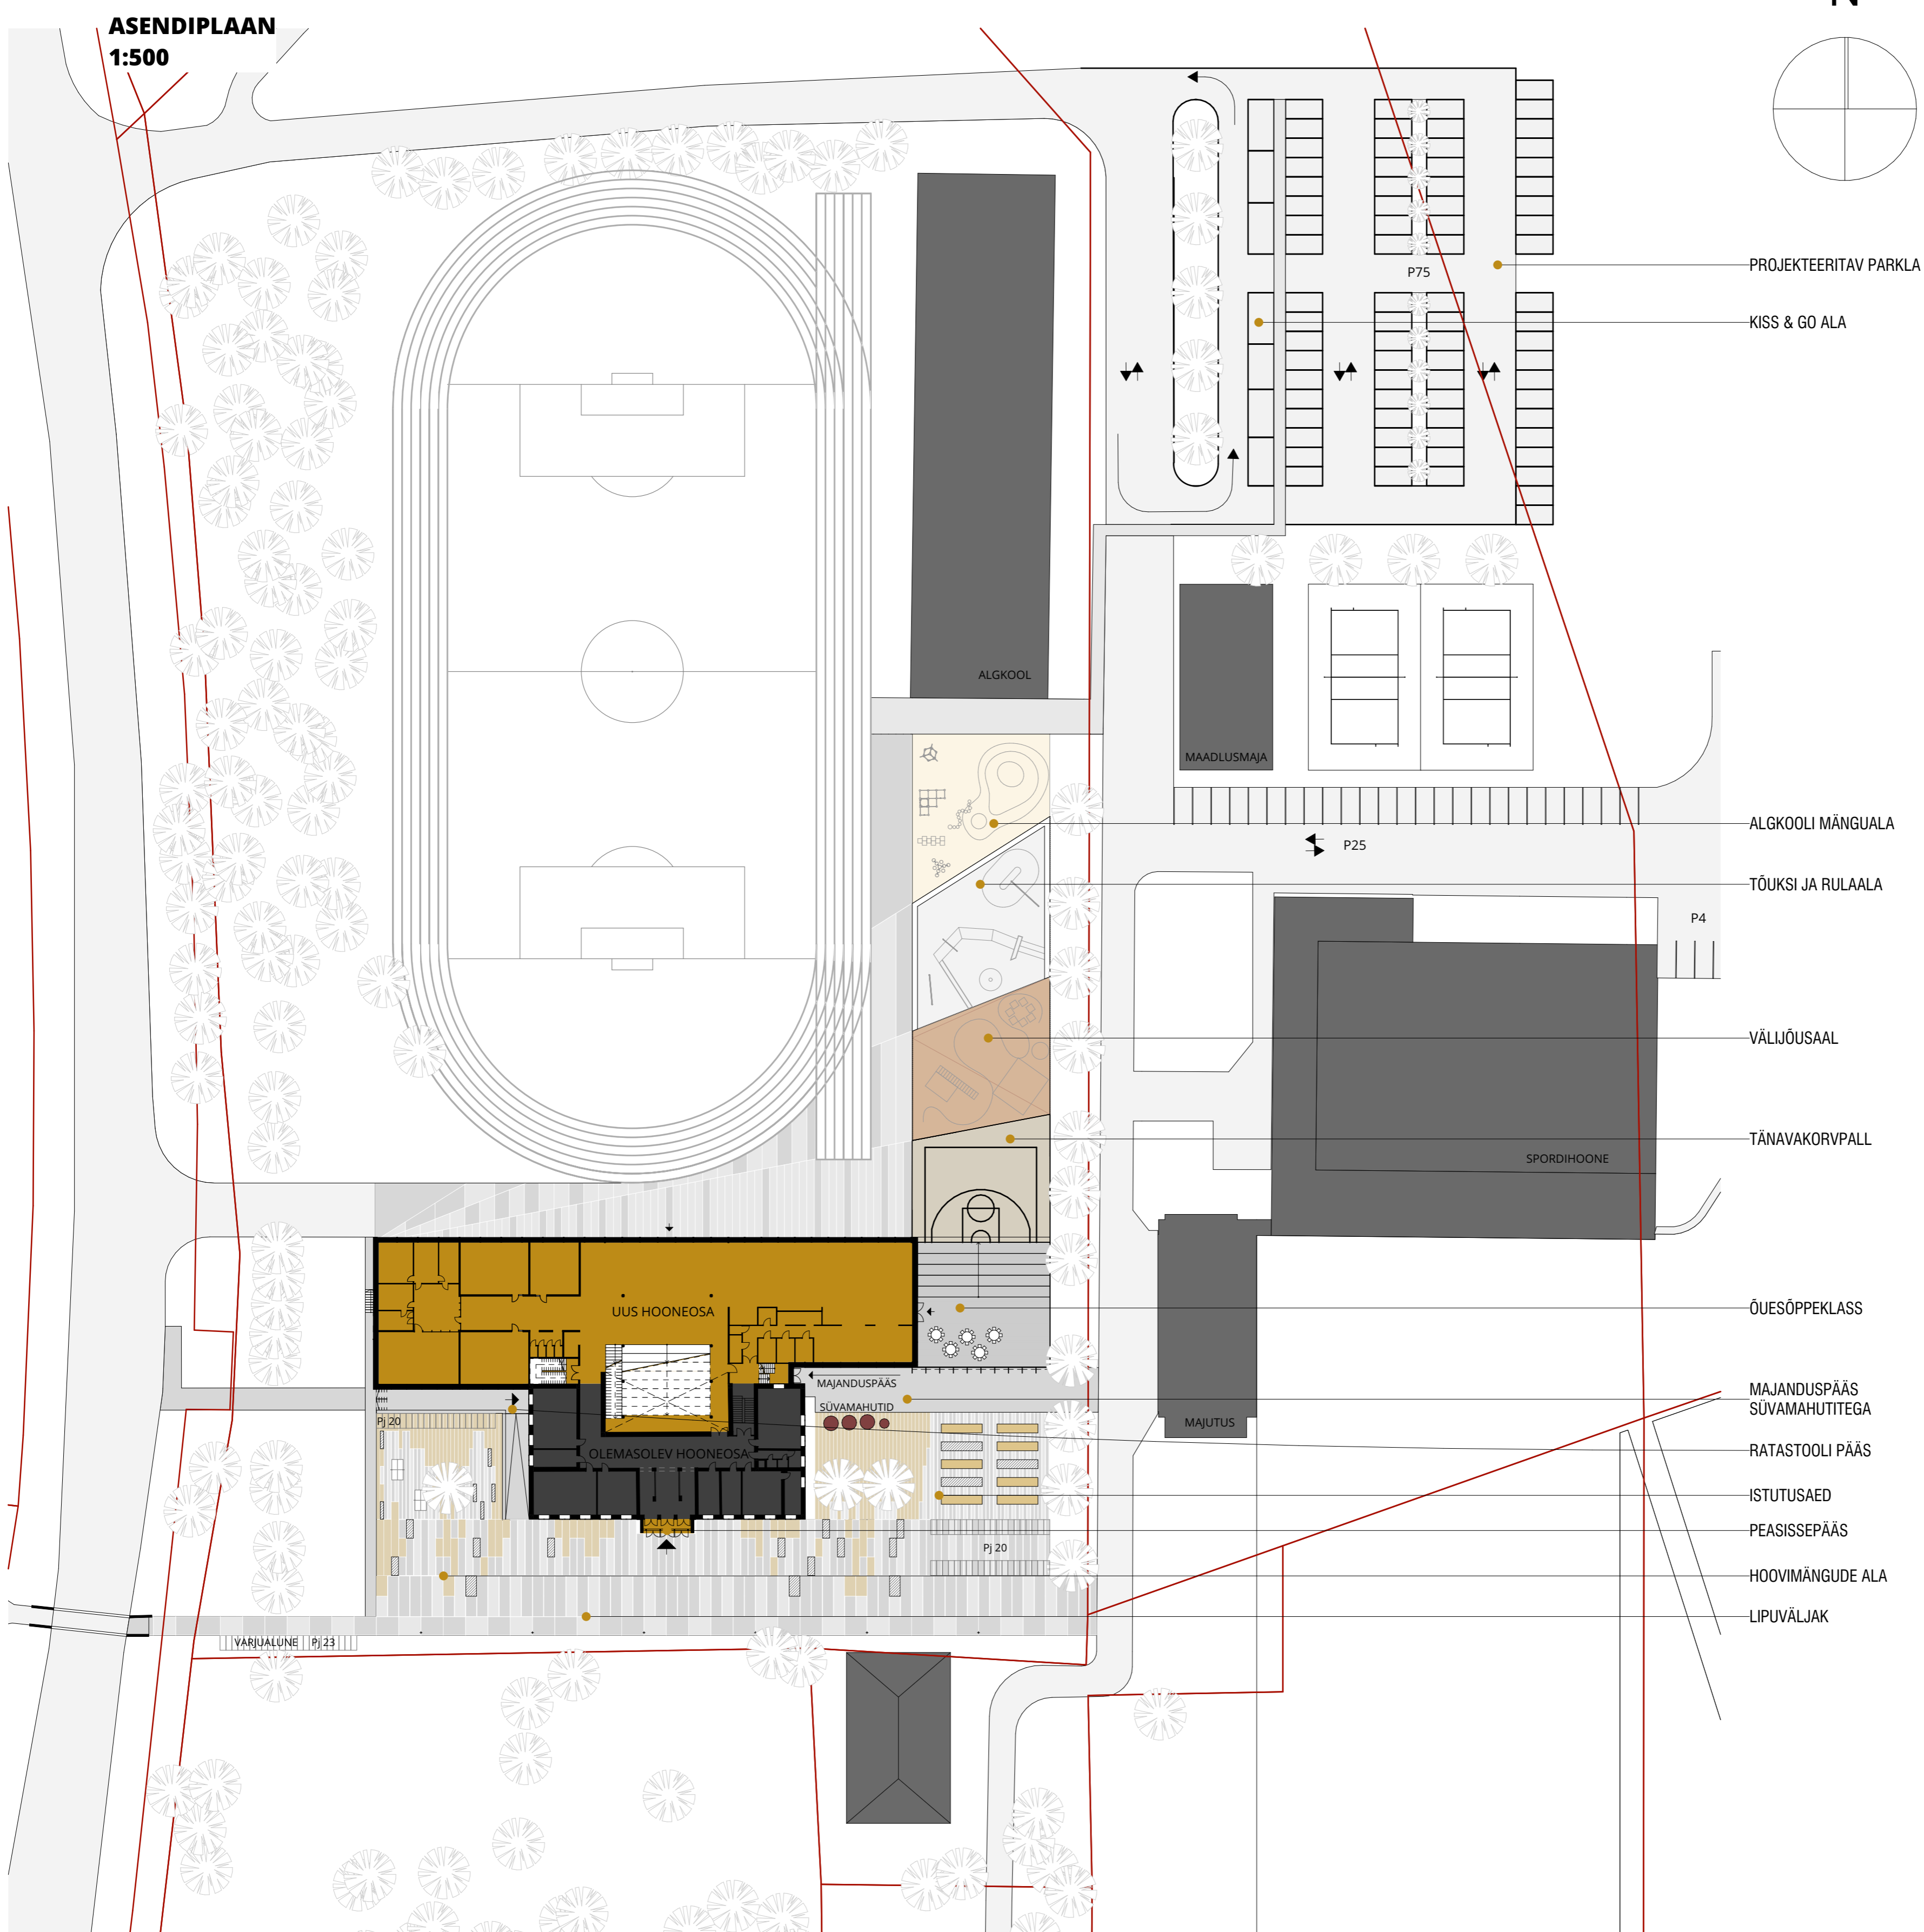 N
ASENDIPLAAN
1:500
PROJEKTEERITAV PARKLA
P75
KISS & GO ALA
ALGKOOL
MAADLUSMAJA
ALGKOOLI MÄNGUALA
P25
TÕUKSI JA RULAALA
P4
VÄLIJÕUSAAL
TÄNAVAKORVPALL
SPORDIHOONE
UUS HOONEOSA
ÕUESÕPPEKLASS
MAJANDUSPÄÄS
SÜVAMAHUTID
MAJANDUSPÄÄS
SÜVAMAHUTITEGA
Pj 20
MAJUTUS
OLEMASOLEV HOONEOSA
RATASTOOLI PÄÄS
ISTUTUSAED
PEASISSEPÄÄS
Pj 20
HOOVIMÄNGUDE ALA
LIPUVÄLJAK
VARJUALUNE Pj 23